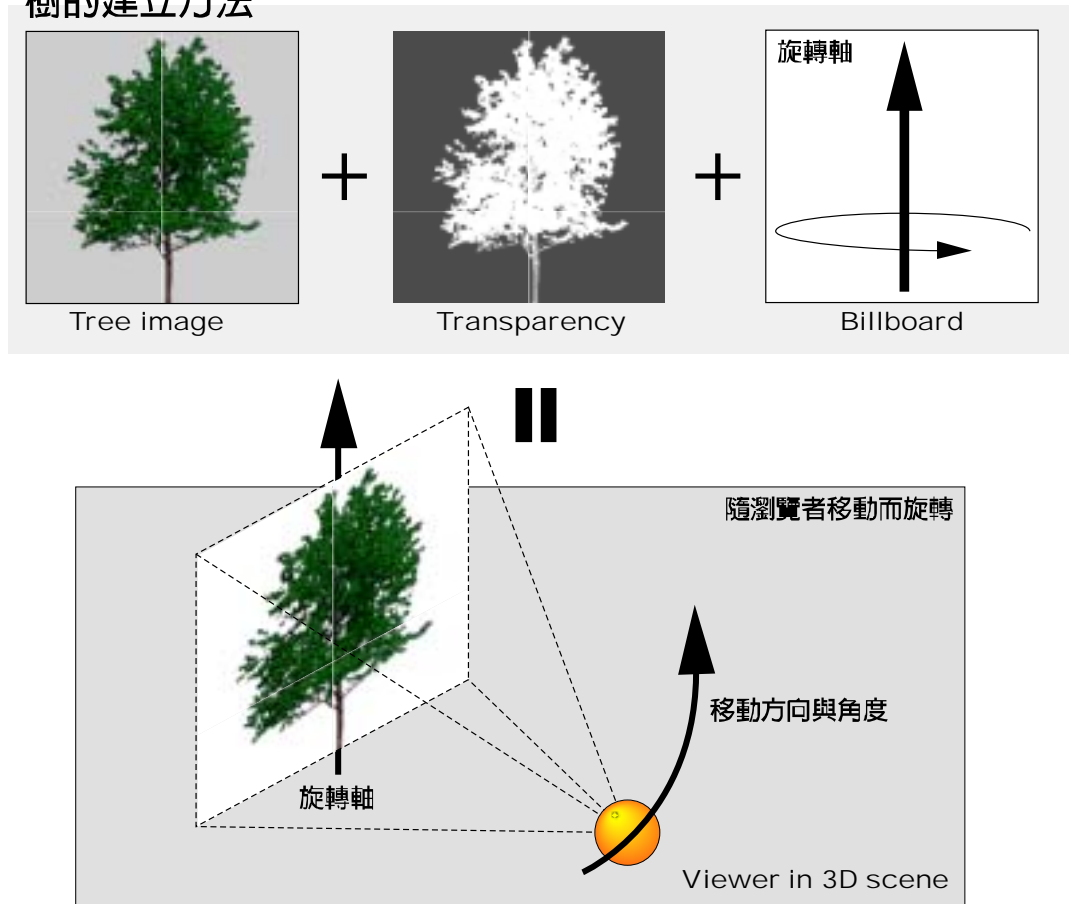 樹的建立方法
旋轉軸
Tree image
Transparency
Billboard
隨瀏覽者移動而旋轉
移動方向與角度
旋轉軸
Viewer in 3D scene